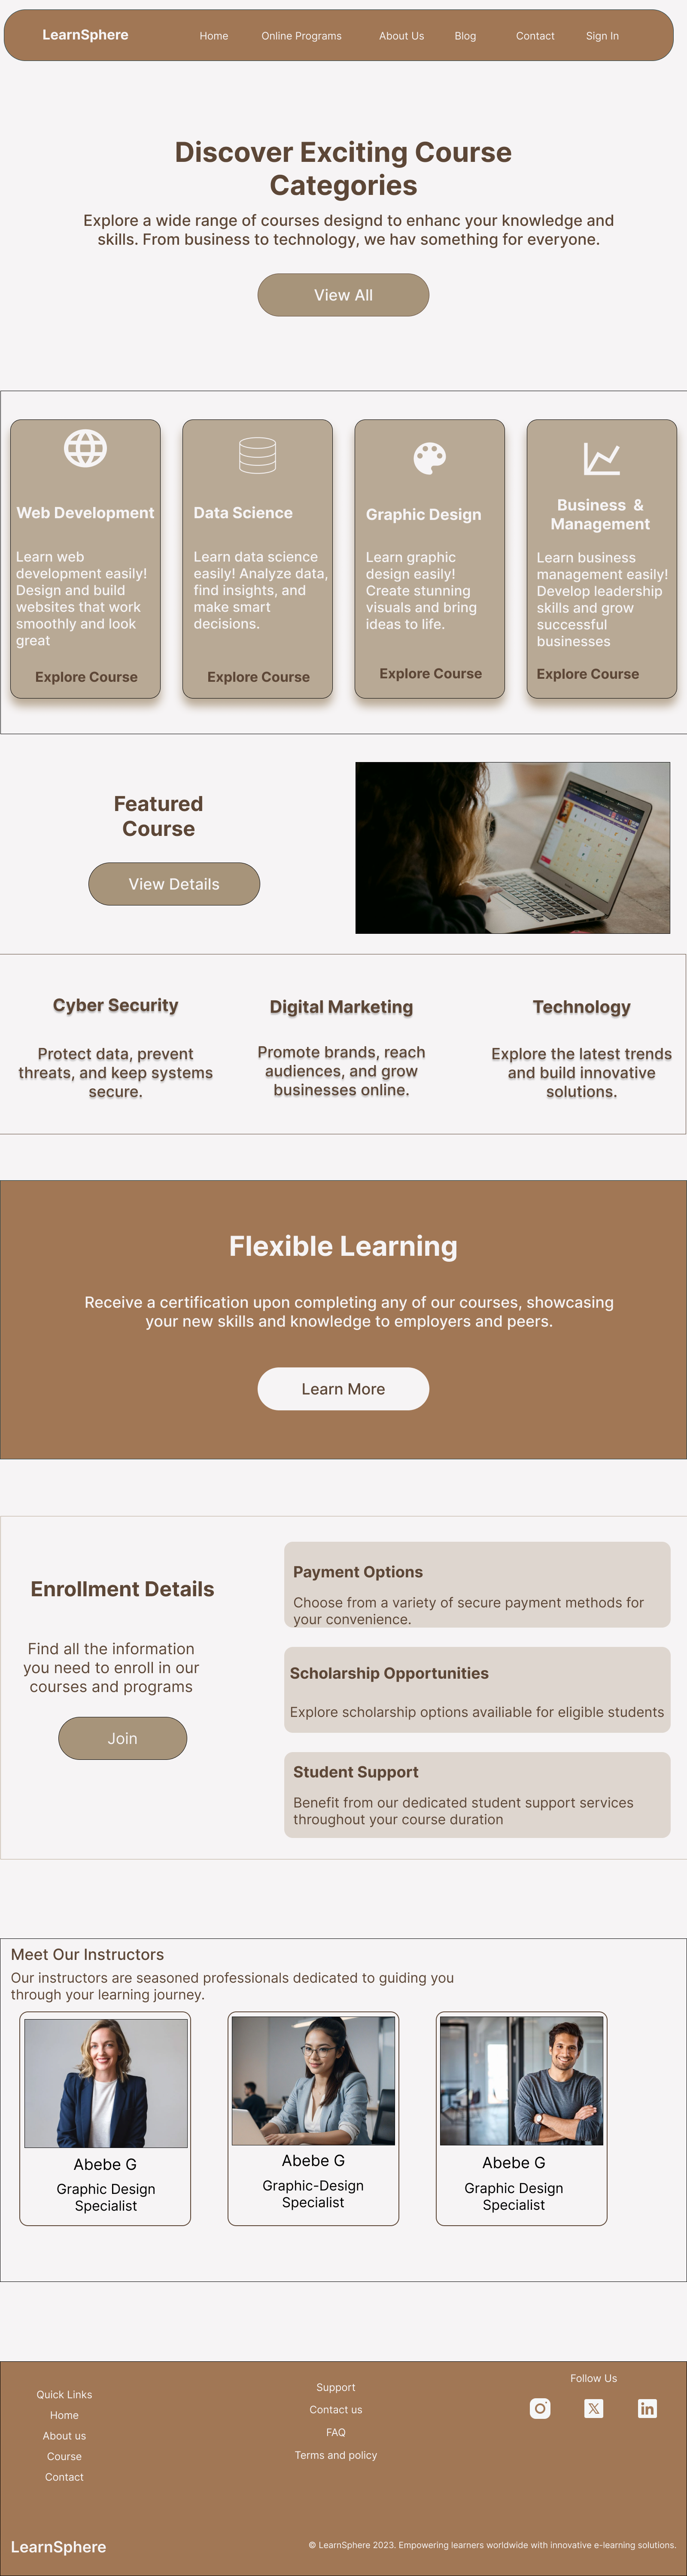 LearnSphere
Home
Online Programs
About Us
Blog
Contact
Sign In
Discover Exciting Course
Categories
Explore a wide range of courses designd to enhanc your knowledge and
skills. From business to technology, we hav something for everyone.
View All
Web Development
Learn web
development easily!
Design and build
websites that work
smoothly and look
great
Explore Course
Data Science
Learn data science
easily! Analyze data,
find insights, and
make smart
decisions.
Explore Course
Graphic Design
Learn graphic
design easily!
Create stunning
visuals and bring
ideas to life.
Explore Course
Business &
Management
Learn business
management easily!
Develop leadership
skills and grow
successful
businesses
Explore Course
Featured
Course
View Details
Cyber Security
Protect data, prevent
threats, and keep systems
secure.
Digital Marketing
Promote brands, reach
audiences, and grow
businesses online.
Technology
Explore the latest trends
and build innovative
solutions.
Flexible Learning
Receive a certification upon completing any of our courses, showcasing
your new skills and knowledge to employers and peers.
Learn More
Enrollment Details
Find all the information
you need to enroll in our
courses and programs
Join
Payment Options
Choose from a variety of secure payment methods for
your convenience.
Scholarship Opportunities
Explore scholarship options availiable for eligible students
Student Support
Benefit from our dedicated student support services
throughout your course duration
Meet Our Instructors
Our instructors are seasoned professionals dedicated to guiding you
through your learning journey.
Abebe G
Graphic Design
Specialist
Abebe G
Graphic-Design
Specialist
Abebe G
Graphic Design
Specialist
Quick Links
Home
About us
Course
Contact
Support
Contact us
FAQ
Terms and policy
Follow Us
LearnSphere
© LearnSphere 2023. Empowering learners worldwide with innovative e-learning solutions.